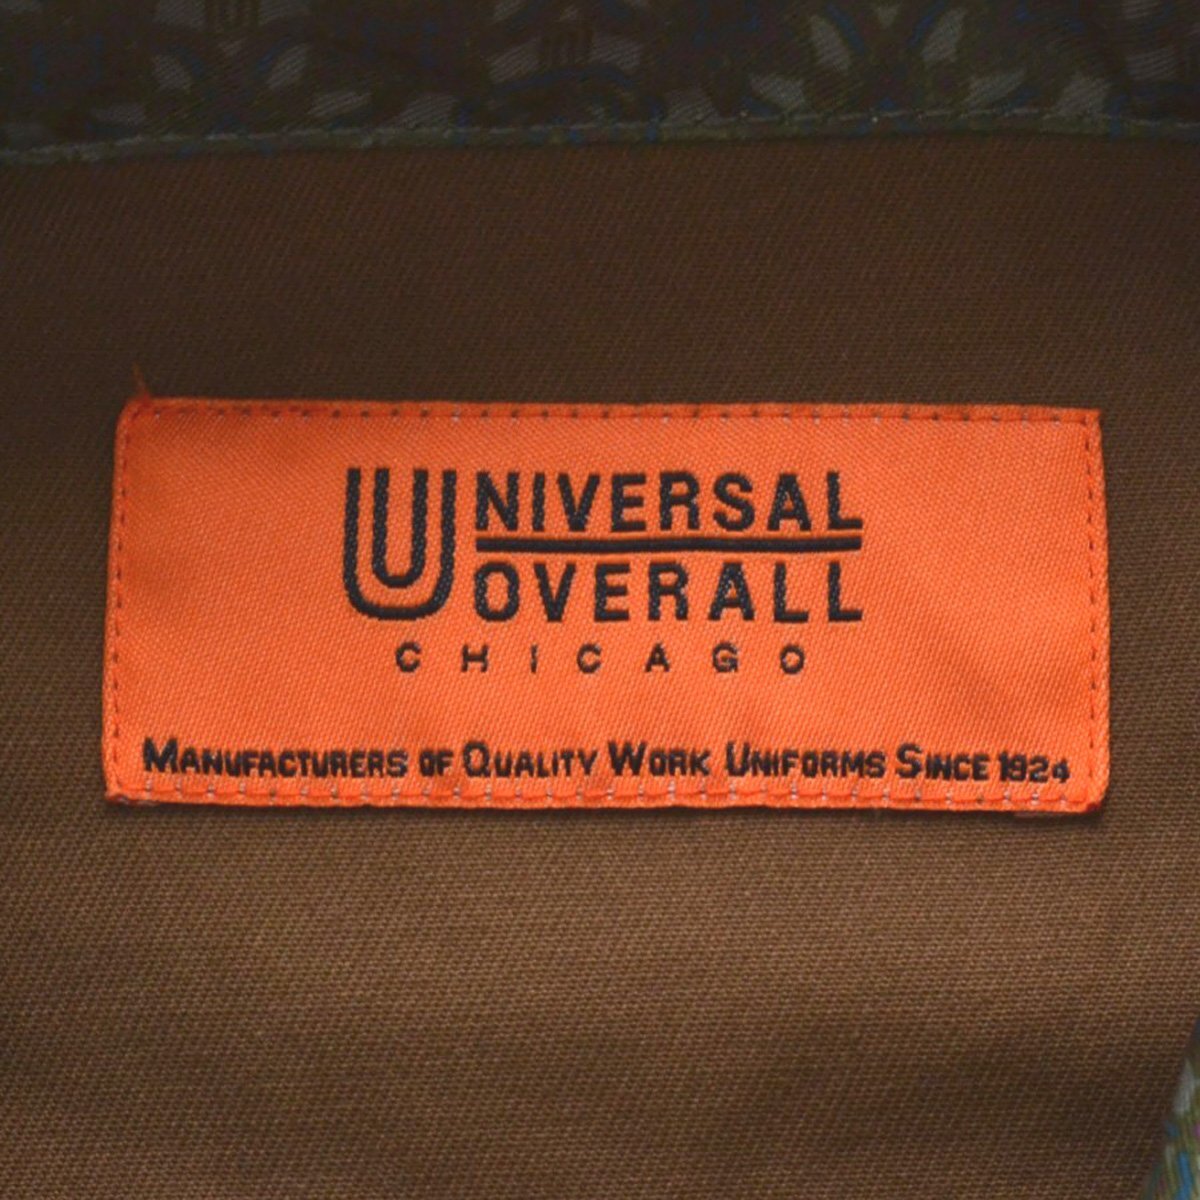 UNIVERSAL
OVERALL
CHICAGO
MANUFACTURERS OF QUALITY WORK UNIFORMS SINCE 1924